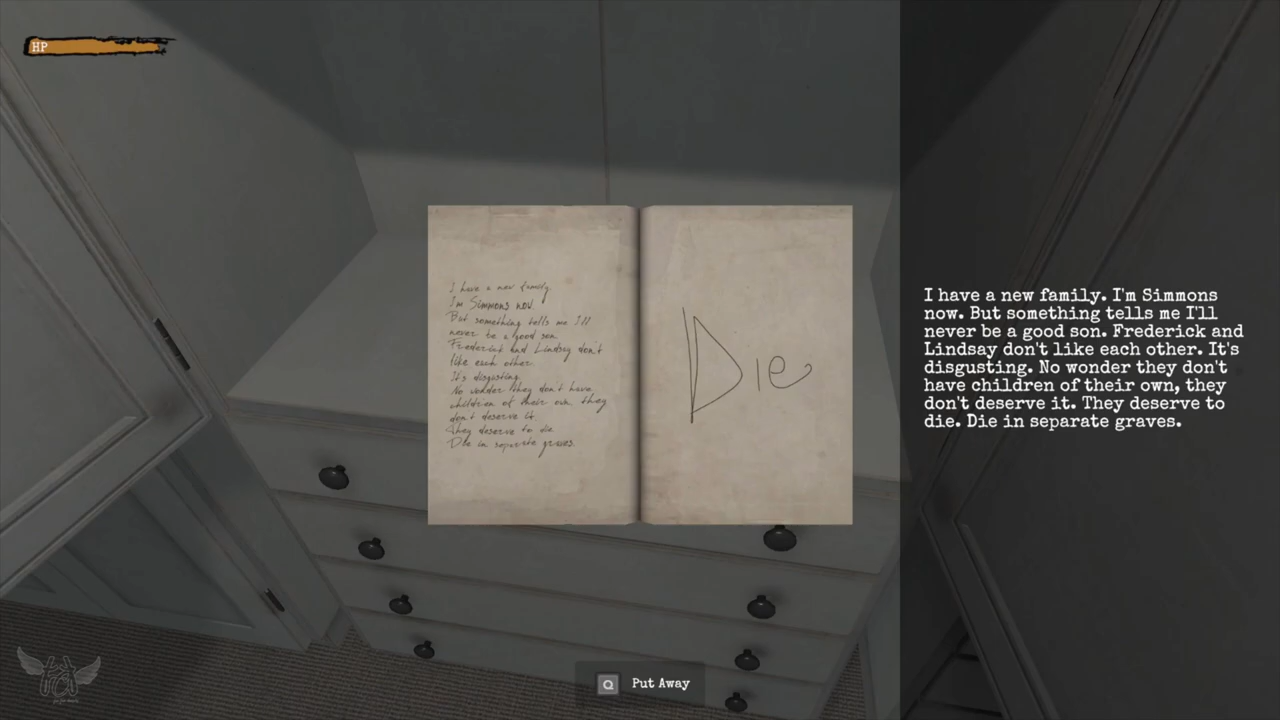 HP
I have a new family.
I'm Simmons now.
But something tells me I'll
never be a good son.
Frederick and Lindsay don't
like each other.
It's disgusting.
No wonder they don't have
children of their own, they
don't deserve it.
They deserve to die.
Die in separate graves.
Die
I have a new family. I'm Simmons
now. But something tells me I'll
never be a good son. Frederick and
Lindsay don't like each other. It's
disgusting. No wonder they don't
have children of their own, they
don't deserve it. They deserve to
die. Die in separate graves.
Q Put Away